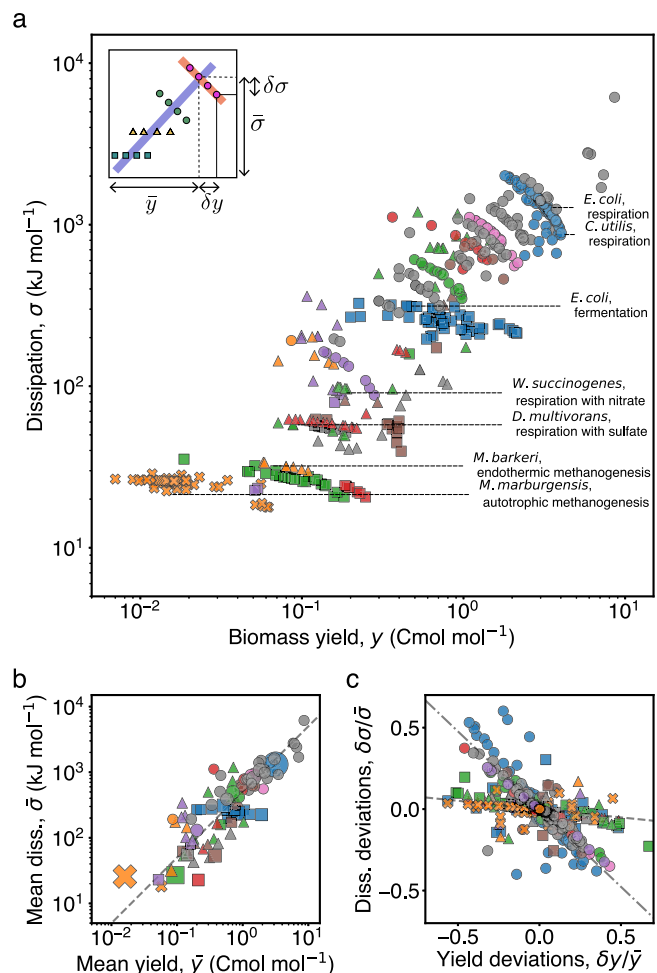 a
10⁴
10³
10²
10¹
Dissipation, σ (kJ mol⁻¹)
δσ
σ̄
ȳ
δy
E. coli,
respiration
C. utilis,
respiration
E. coli,
fermentation
W. succinogenes,
respiration with nitrate
D. multivorans,
respiration with sulfate
M. barkeri,
endothermic methanogenesis
M. marburgensis,
autotrophic methanogenesis
10⁻² 10⁻¹ 10⁰ 10¹
Biomass yield, y (Cmol mol⁻¹)
b
10⁴
10³
10²
10¹
Mean diss., σ̄ (kJ mol⁻¹)
10⁻² 10⁻¹ 10⁰ 10¹
Mean yield, ȳ (Cmol mol⁻¹)
c
0.5
0.0
−0.5
Diss. deviations, δσ/σ̄
−0.5 0.0 0.5
Yield deviations, δy/ȳ